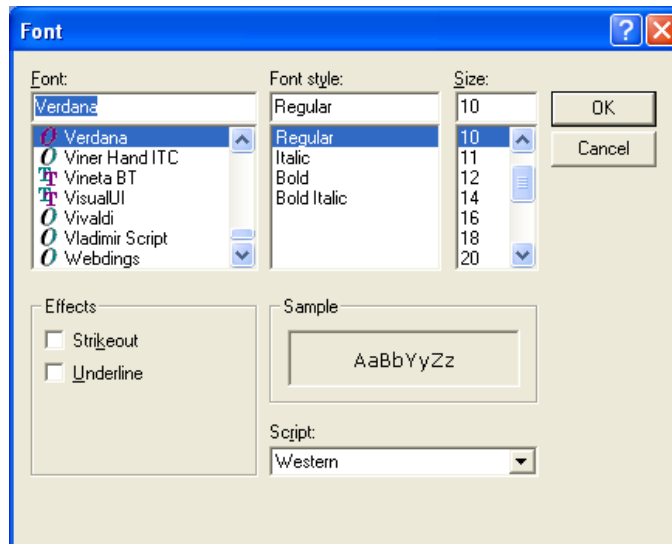 Font
Font: Font style: Size:
Verdana Regular 10 OK
Verdana Regular 10 Cancel
Viner Hand ITC Italic 11
Vineta BT Bold 12
VisualUI Bold Italic 14
Vivaldi 16
Vladimir Script 18
Webdings 20
Effects Sample
Strikeout AaBbYyZz
Underline
Script:
Western